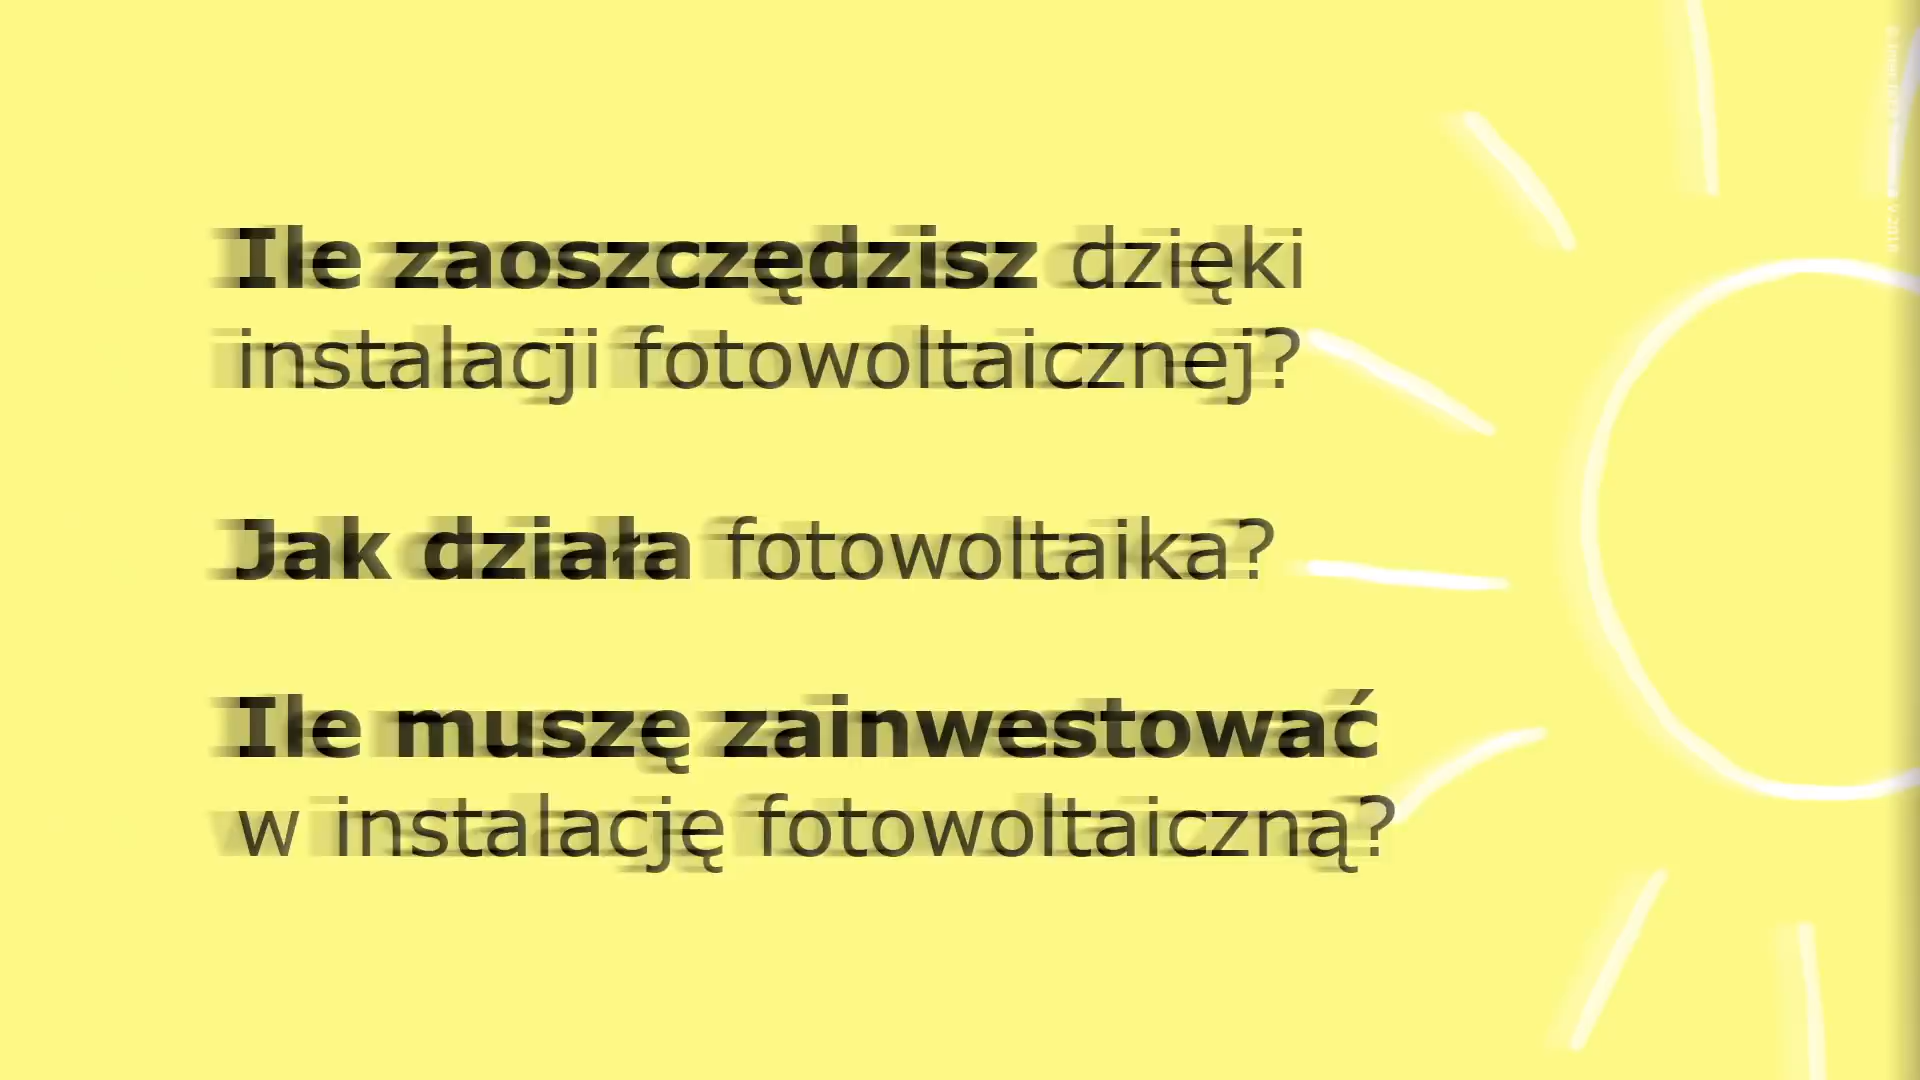 Ile zaoszczędzisz dzięki
instalacji fotowoltaicznej?
Jak działa fotowoltaika?
Ile muszę zainwestować
w instalację fotowoltaiczną?